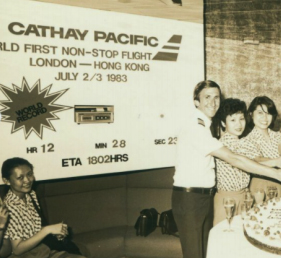 CATHAY PACIFIC
RLD FIRST NON-STOP FLIGHT
LONDON — HONG KONG
JULY 2/3 1983
WORLD
RECORD
HR 12 MIN 28 SEC 23
ETA 1802HRS